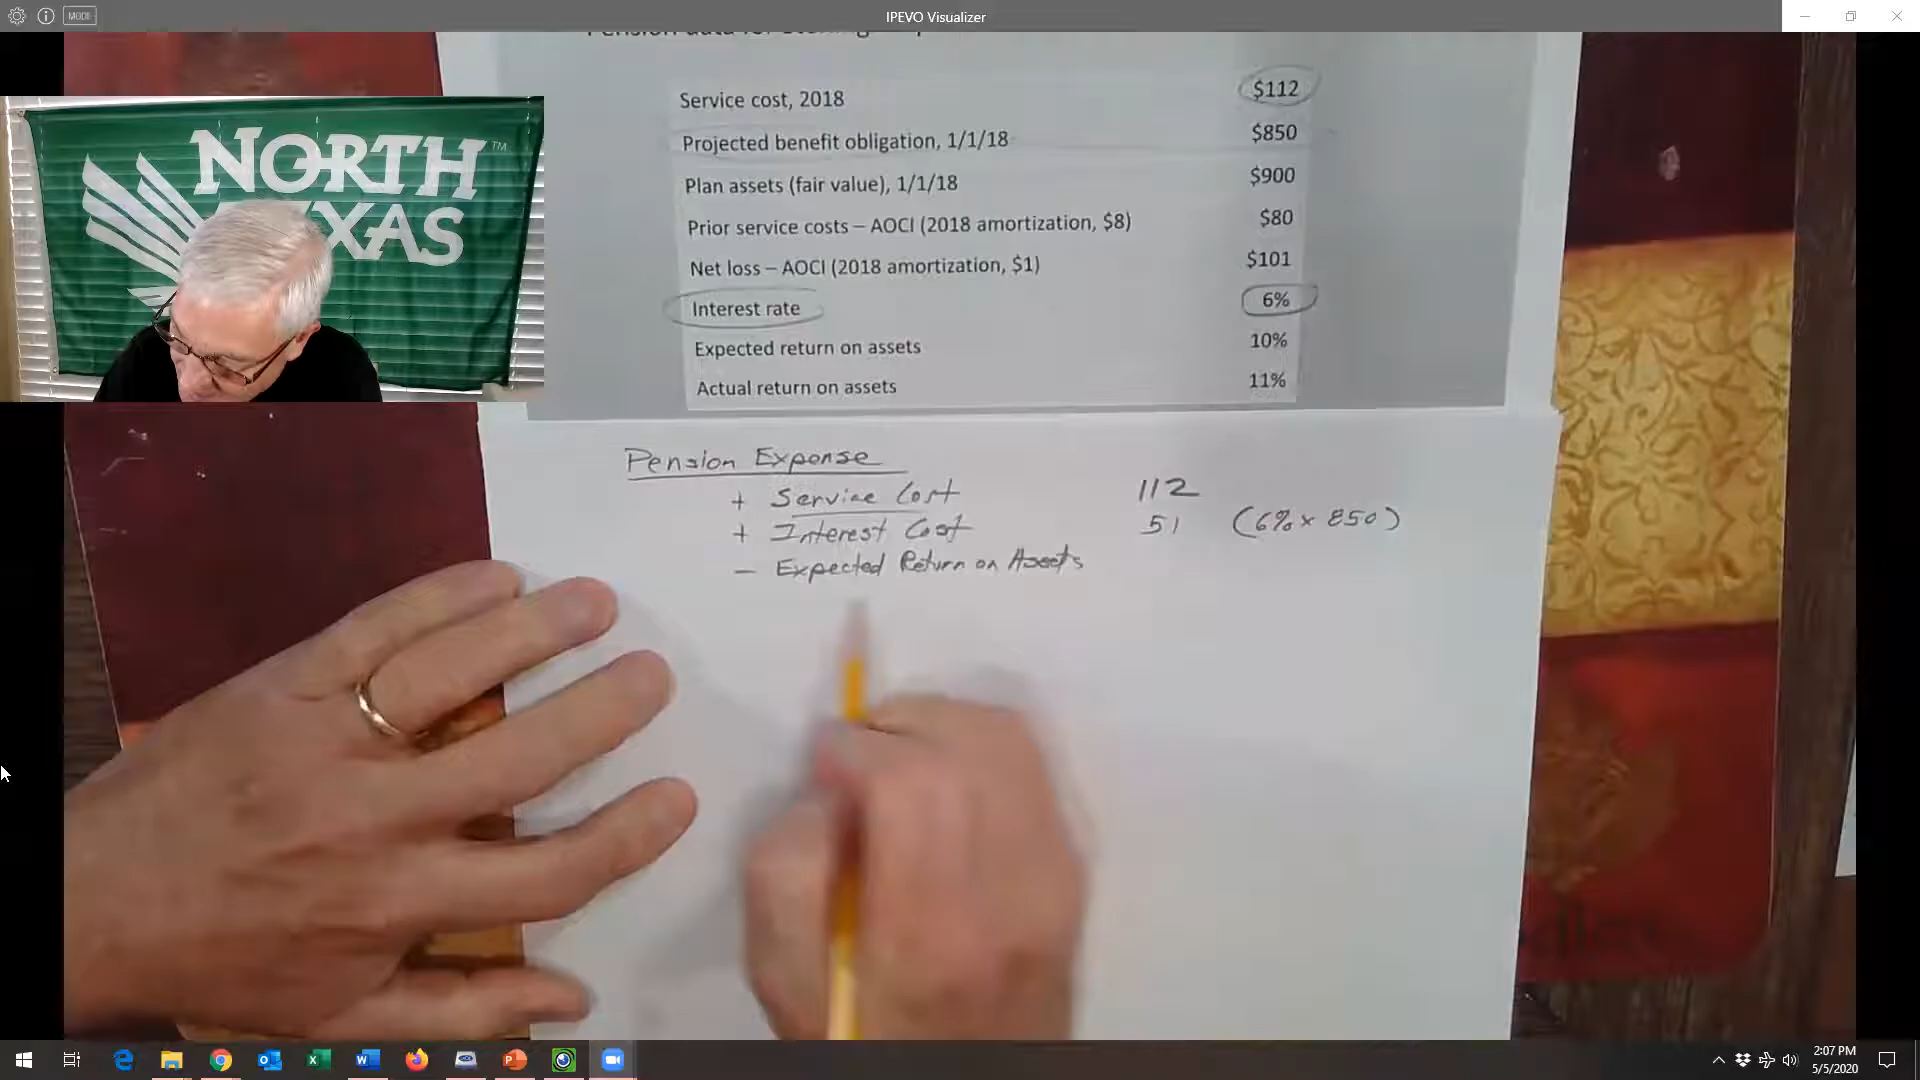 MODE
IPEVO Visualizer
NORTH
TEXAS
TM
Service cost, 2018 $112
Projected benefit obligation, 1/1/18 $850
Plan assets (fair value), 1/1/18 $900
Prior service costs – AOCI (2018 amortization, $8) $80
Net loss – AOCI (2018 amortization, $1) $101
Interest rate 6%
Expected return on assets 10%
Actual return on assets 11%
Pension Expense
+ Service Cost 112
+ Interest Cost 51 (6% x 850)
– Expected Return on Assets
2:07 PM
5/5/2020